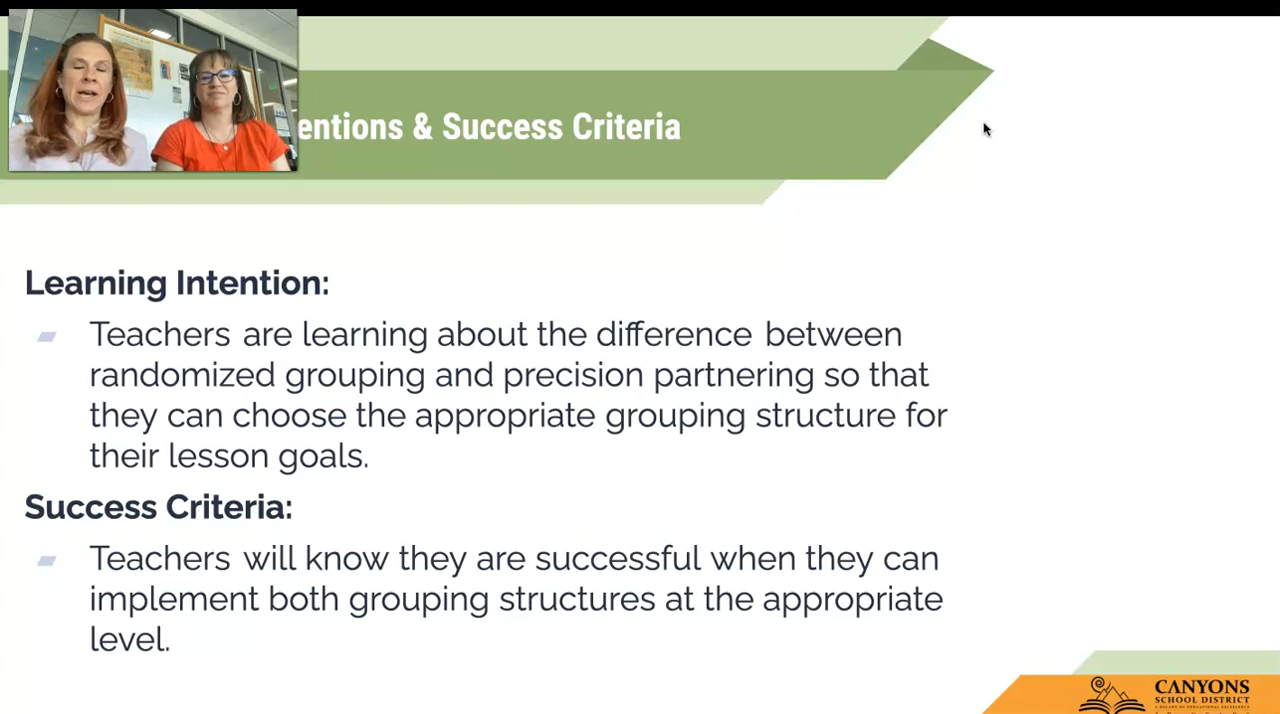 entions & Success Criteria
Learning Intention:
Teachers are learning about the difference between
randomized grouping and precision partnering so that
they can choose the appropriate grouping structure for
their lesson goals.
Success Criteria:
Teachers will know they are successful when they can
implement both grouping structures at the appropriate
level.
CANYONS
SCHOOL DISTRICT